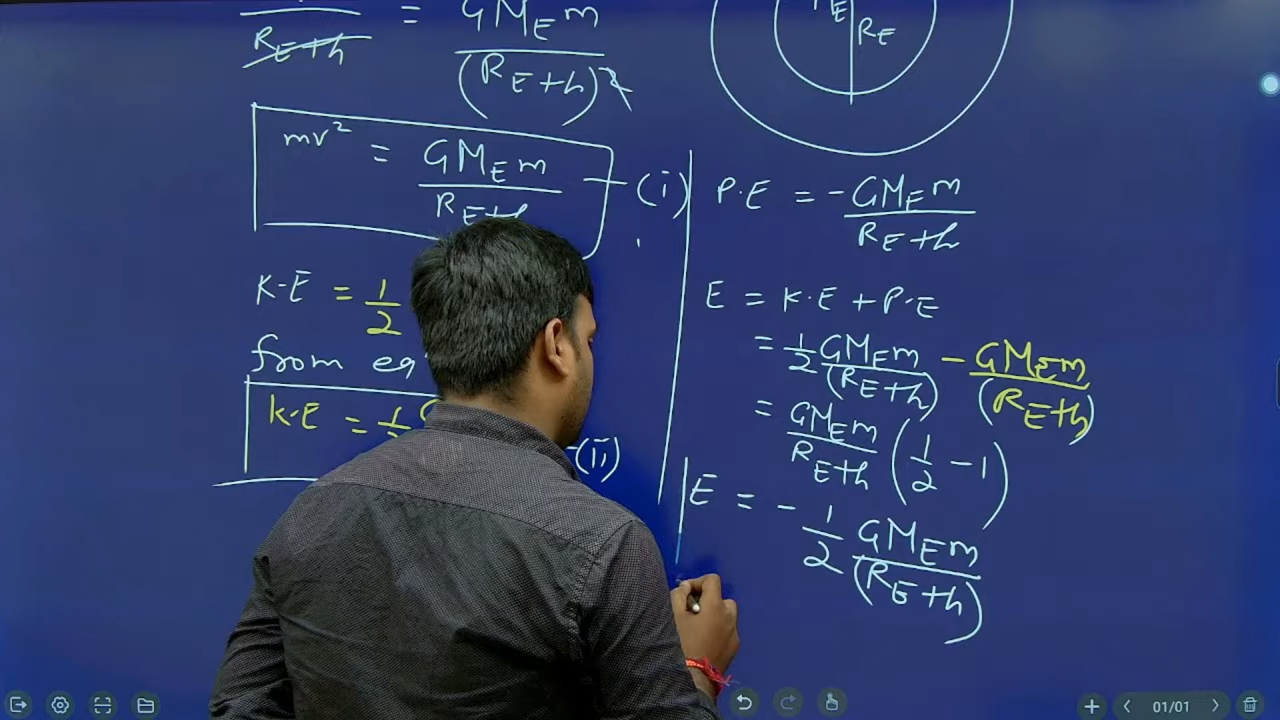 R_E+h = GM_E m / (R_E+h)^2
mv² = GM_E m / R_E+h — (i)
K·E = 1/2
from eq
K·E = 1/2
(ii)
R_E
P·E = -GM_E m / R_E+h
E = K·E + P·E
= 1/2 GM_E m / (R_E+h) - GM_E m / (R_E+h)
= GM_E m / R_E+h (1/2 - 1)
E = - 1/2 GM_E m / (R_E+h)
01/01